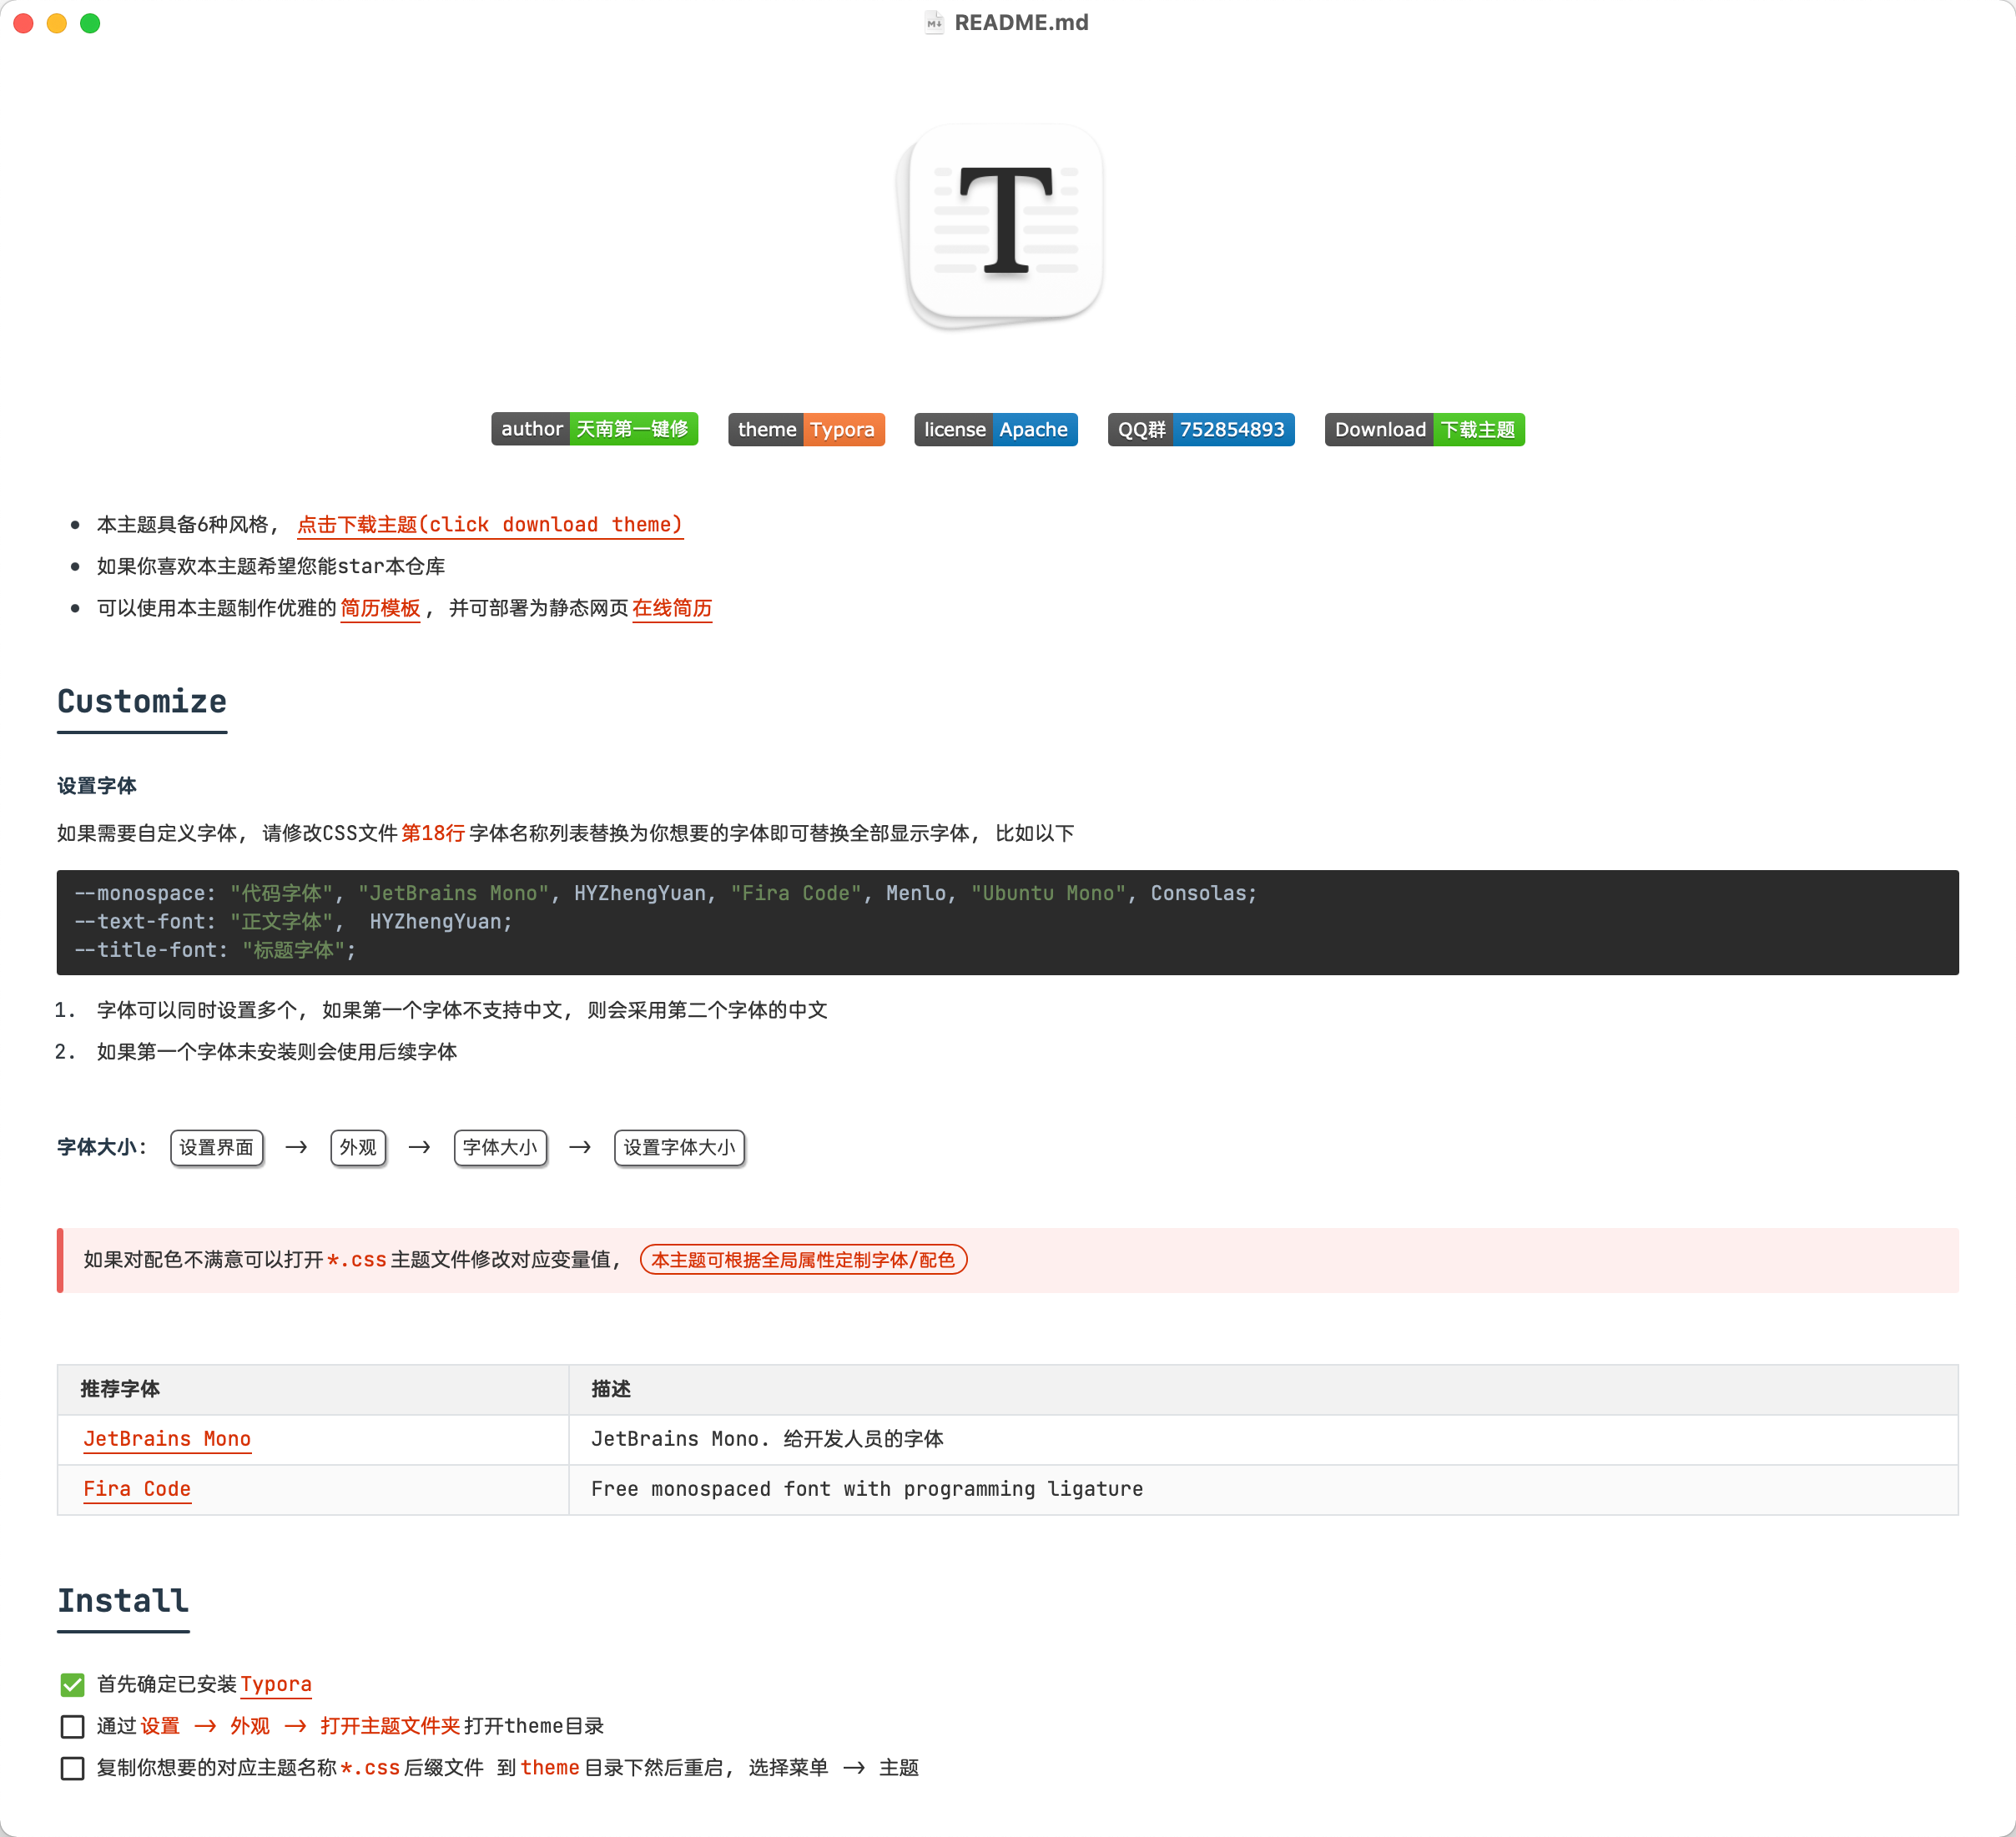 README.md
T
author 天南第一键修 theme Typora license Apache QQ群 752854893 Download 下载主题
本主题具备6种风格, 点击下载主题(click download theme)
如果你喜欢本主题希望您能star本仓库
可以使用本主题制作优雅的简历模板, 并可部署为静态网页在线简历
Customize
设置字体
如果需要自定义字体, 请修改CSS文件第18行字体名称列表替换为你想要的字体即可替换全部显示字体, 比如以下
--monospace: "代码字体", "JetBrains Mono", HYZhengYuan, "Fira Code", Menlo, "Ubuntu Mono", Consolas;
--text-font: "正文字体",  HYZhengYuan;
--title-font: "标题字体";
1. 字体可以同时设置多个, 如果第一个字体不支持中文, 则会采用第二个字体的中文
2. 如果第一个字体未安装则会使用后续字体
字体大小: 设置界面 → 外观 → 字体大小 → 设置字体大小
如果对配色不满意可以打开*.css主题文件修改对应变量值, 本主题可根据全局属性定制字体/配色
推荐字体 描述
JetBrains Mono JetBrains Mono. 给开发人员的字体
Fira Code Free monospaced font with programming ligature
Install
首先确定已安装Typora
通过设置 → 外观 → 打开主题文件夹打开theme目录
复制你想要的对应主题名称*.css后缀文件 到theme目录下然后重启, 选择菜单 → 主题